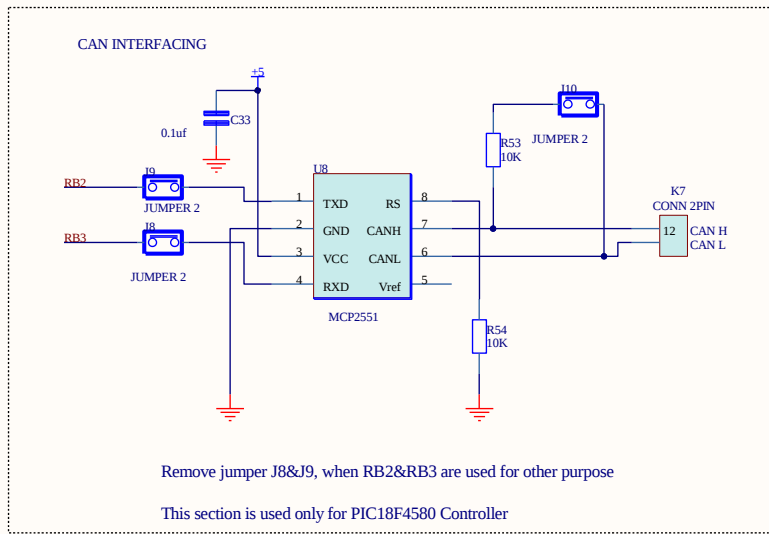 CAN INTERFACING
+5
C33
0.1uf
J10
R53
10K
JUMPER 2
J9
RB2
JUMPER 2
U8
K7
CONN 2PIN
1
TXD
RS
8
2
GND
CANH
7
12
CAN H
CAN L
J8
RB3
JUMPER 2
3
VCC
CANL
6
4
RXD
Vref
5
MCP2551
R54
10K
Remove jumper J8&J9, when RB2&RB3 are used for other purpose
This section is used only for PIC18F4580 Controller